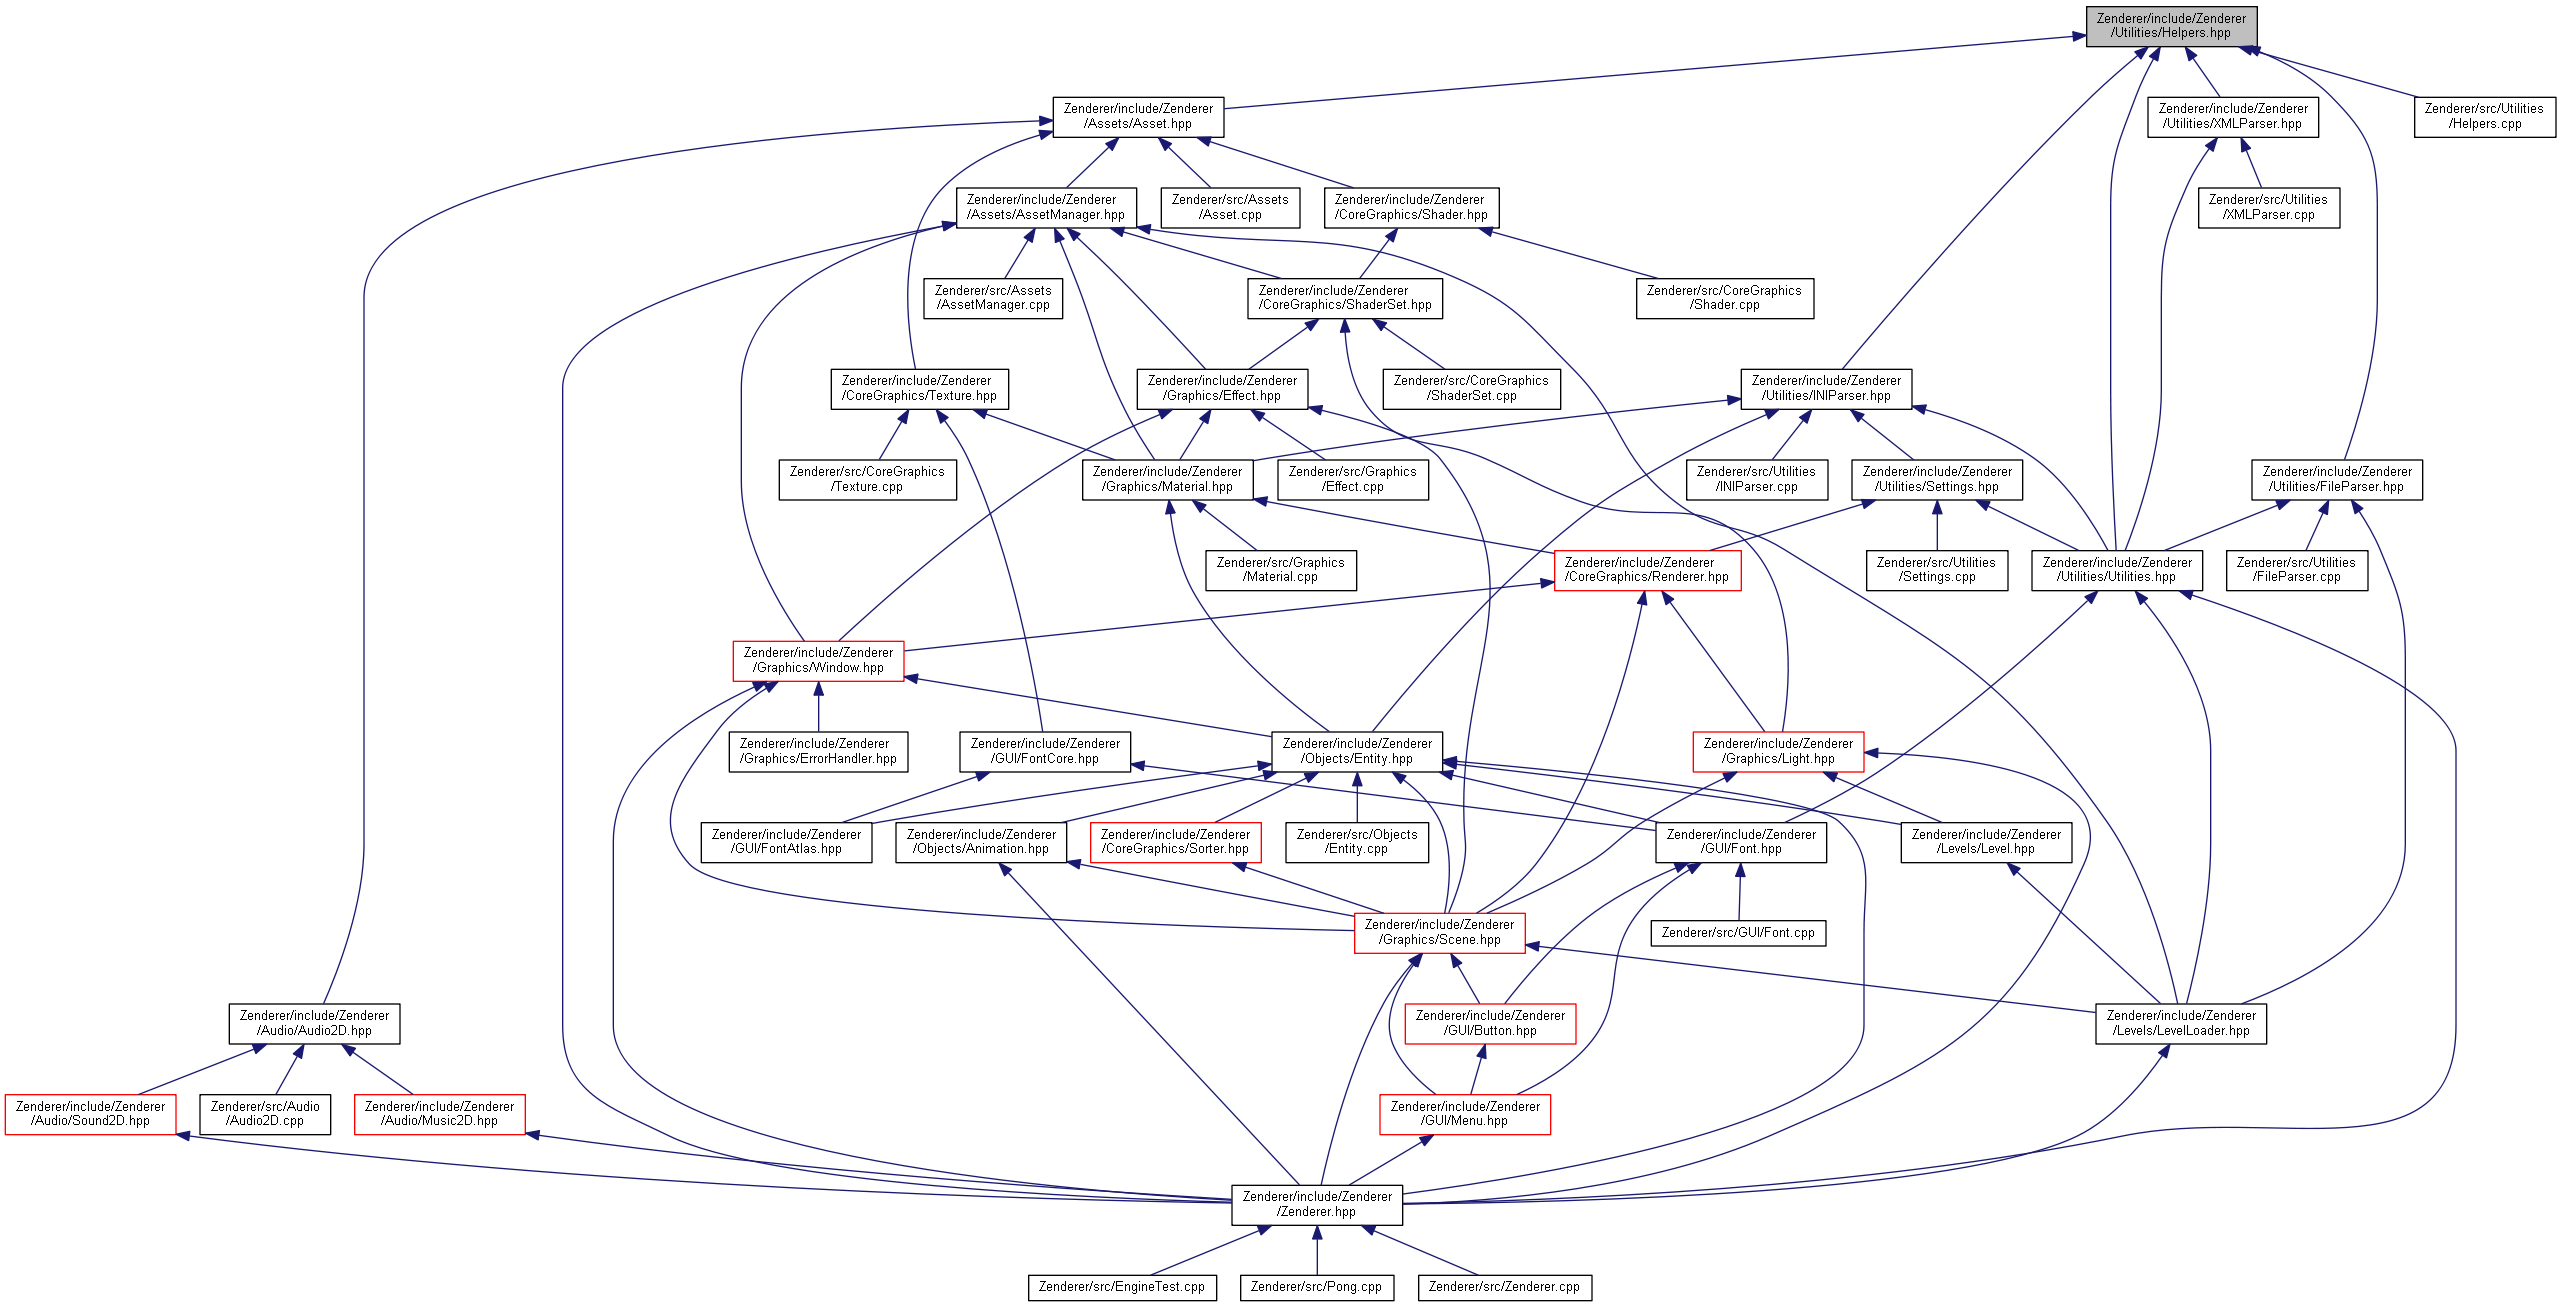 Zenderer/include/Zenderer
/Utilities/Helpers.hpp
Zenderer/include/Zenderer
/Assets/Asset.hpp
Zenderer/include/Zenderer
/Utilities/XMLParser.hpp
Zenderer/src/Utilities
/Helpers.cpp
Zenderer/include/Zenderer
/Assets/AssetManager.hpp
Zenderer/src/Assets
/Asset.cpp
Zenderer/include/Zenderer
/CoreGraphics/Shader.hpp
Zenderer/src/Utilities
/XMLParser.cpp
Zenderer/src/Assets
/AssetManager.cpp
Zenderer/include/Zenderer
/CoreGraphics/ShaderSet.hpp
Zenderer/src/CoreGraphics
/Shader.cpp
Zenderer/include/Zenderer
/CoreGraphics/Texture.hpp
Zenderer/include/Zenderer
/Graphics/Effect.hpp
Zenderer/src/CoreGraphics
/ShaderSet.cpp
Zenderer/include/Zenderer
/Utilities/INIParser.hpp
Zenderer/src/CoreGraphics
/Texture.cpp
Zenderer/include/Zenderer
/Graphics/Material.hpp
Zenderer/src/Graphics
/Effect.cpp
Zenderer/src/Utilities
/INIParser.cpp
Zenderer/include/Zenderer
/Utilities/Settings.hpp
Zenderer/include/Zenderer
/Utilities/FileParser.hpp
Zenderer/src/Graphics
/Material.cpp
Zenderer/include/Zenderer
/CoreGraphics/Renderer.hpp
Zenderer/src/Utilities
/Settings.cpp
Zenderer/include/Zenderer
/Utilities/Utilities.hpp
Zenderer/src/Utilities
/FileParser.cpp
Zenderer/include/Zenderer
/Graphics/Window.hpp
Zenderer/include/Zenderer
/Graphics/ErrorHandler.hpp
Zenderer/include/Zenderer
/GUI/FontCore.hpp
Zenderer/include/Zenderer
/Objects/Entity.hpp
Zenderer/include/Zenderer
/Graphics/Light.hpp
Zenderer/include/Zenderer
/GUI/FontAtlas.hpp
Zenderer/include/Zenderer
/Objects/Animation.hpp
Zenderer/include/Zenderer
/CoreGraphics/Sorter.hpp
Zenderer/src/Objects
/Entity.cpp
Zenderer/include/Zenderer
/GUI/Font.hpp
Zenderer/include/Zenderer
/Levels/Level.hpp
Zenderer/include/Zenderer
/Graphics/Scene.hpp
Zenderer/src/GUI/Font.cpp
Zenderer/include/Zenderer
/Audio/Audio2D.hpp
Zenderer/include/Zenderer
/GUI/Button.hpp
Zenderer/include/Zenderer
/Levels/LevelLoader.hpp
Zenderer/include/Zenderer
/Audio/Sound2D.hpp
Zenderer/src/Audio
/Audio2D.cpp
Zenderer/include/Zenderer
/Audio/Music2D.hpp
Zenderer/include/Zenderer
/GUI/Menu.hpp
Zenderer/include/Zenderer
/Zenderer.hpp
Zenderer/src/EngineTest.cpp
Zenderer/src/Pong.cpp
Zenderer/src/Zenderer.cpp